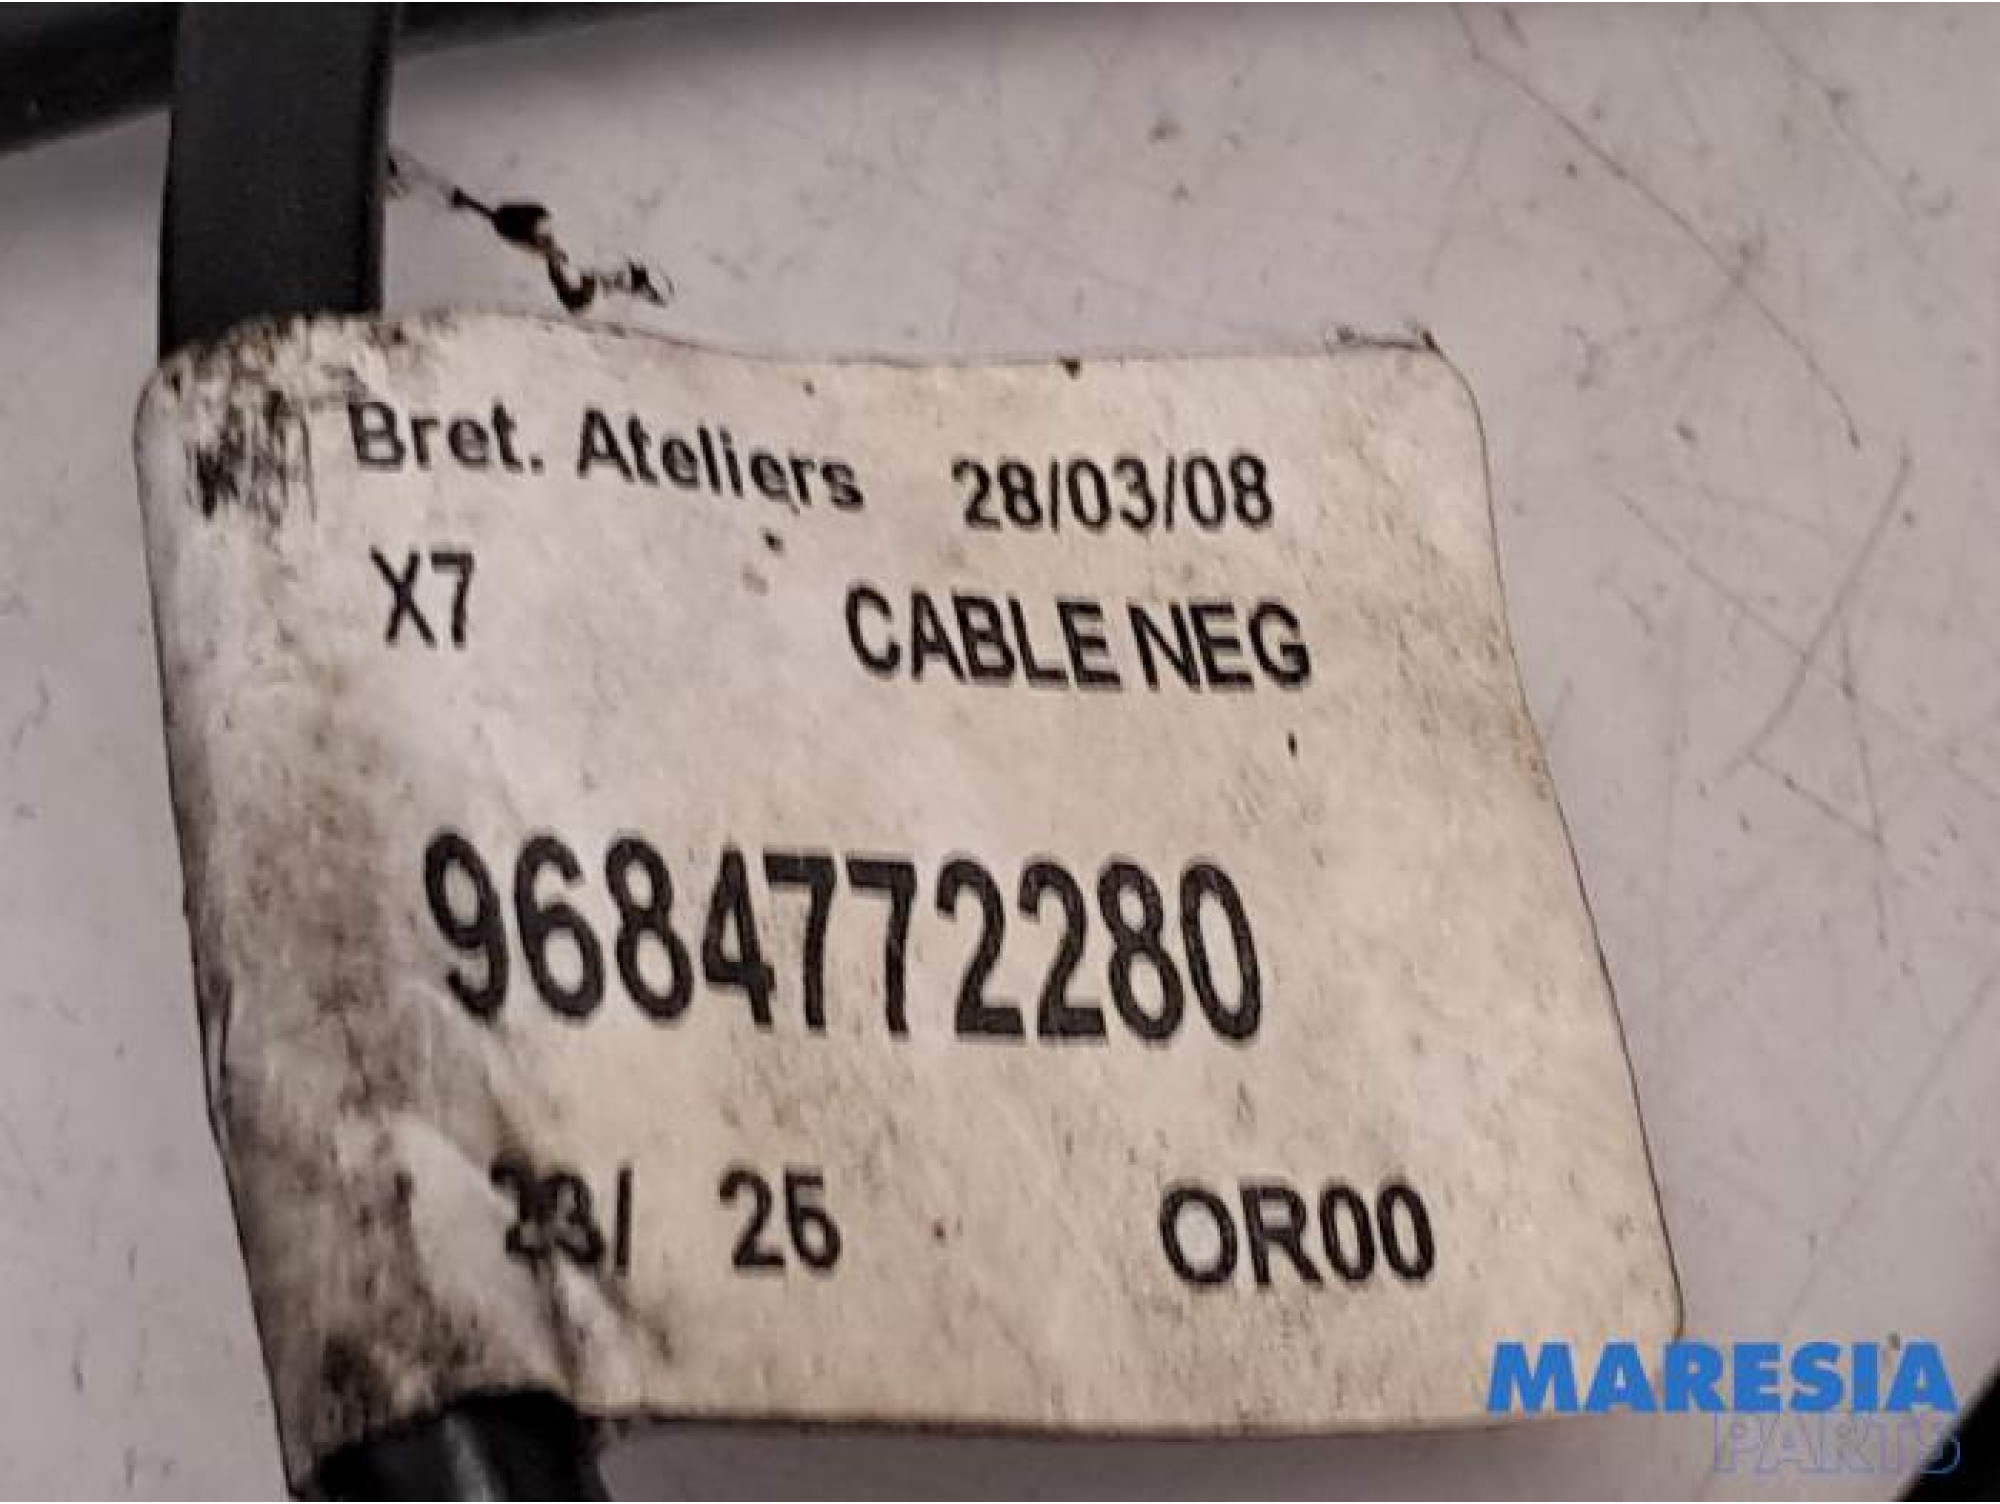 Bret. Ateliers 28/03/08
X7 CABLE NEG
9684772280
23/ 25 OR00
MARESIA
PARTS